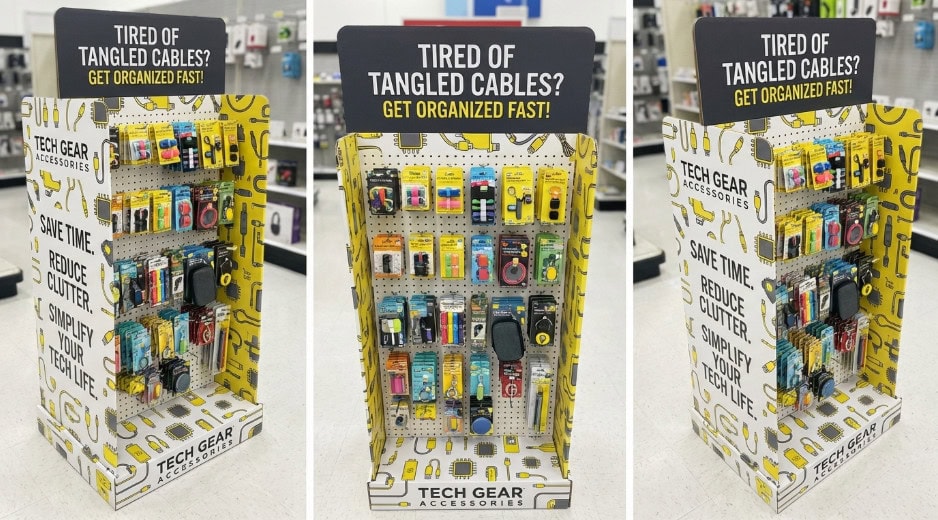 TIRED OF
TANGLED CABLES?
GET ORGANIZED FAST!
TECH GEAR
ACCESSORIES
SAVE TIME.
REDUCE
CLUTTER.
SIMPLIFY
YOUR
TECH LIFE.
TECH GEAR
ACCESSORIES
TIRED OF
TANGLED CABLES?
GET ORGANIZED FAST!
TECH GEAR
ACCESSORIES
TIRED OF
TANGLED CABLES?
GET ORGANIZED FAST!
TECH GEAR
ACCESSORIES
SAVE TIME.
REDUCE
CLUTTER.
SIMPLIFY
YOUR
TECH LIFE.
TECH GEAR
ACCESSORIES